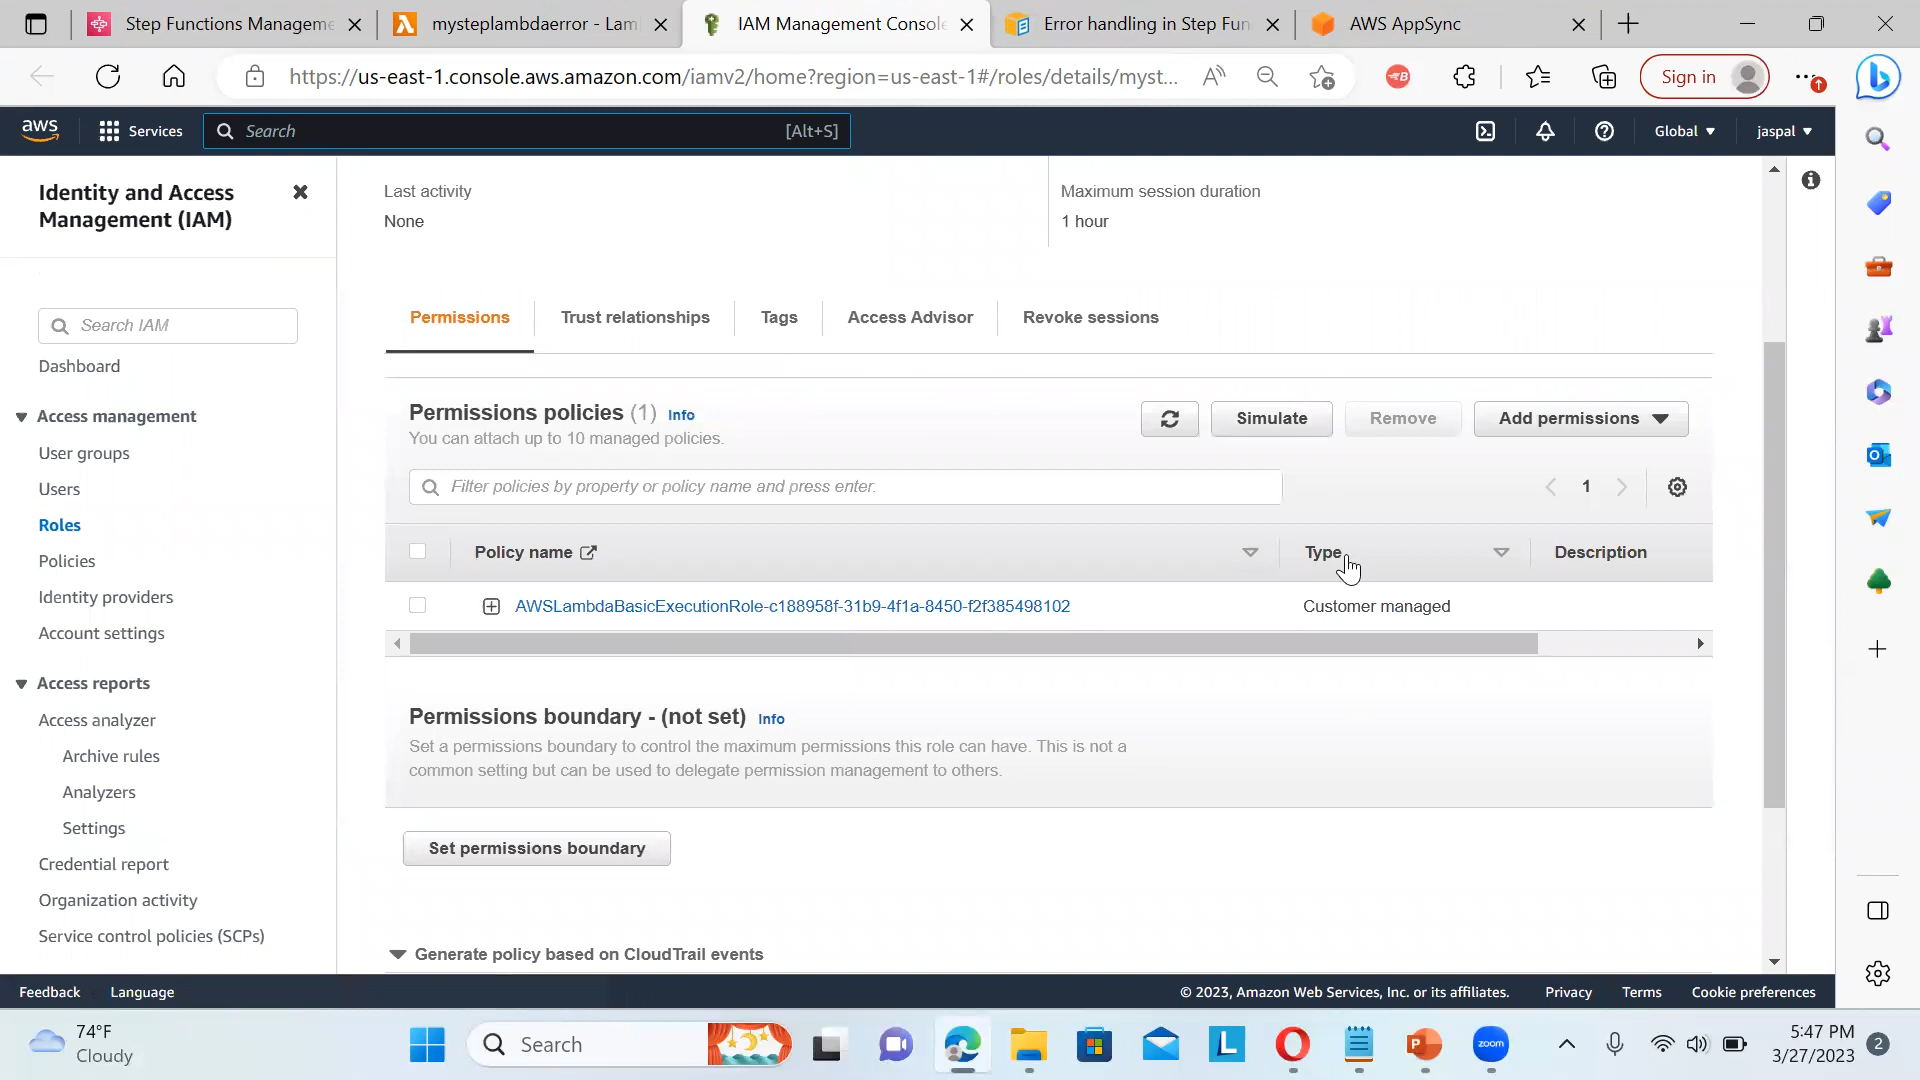 Step Functions Manageme
mysteplambdaerror - Lam
IAM Management Console
Error handling in Step Fun
AWS AppSync
https://us-east-1.console.aws.amazon.com/iamv2/home?region=us-east-1#/roles/details/myst...
Sign in
aws
Services
Search
[Alt+S]
Global
jaspal
Identity and Access
Management (IAM)
Search IAM
Dashboard
Access management
User groups
Users
Roles
Policies
Identity providers
Account settings
Access reports
Access analyzer
Archive rules
Analyzers
Settings
Credential report
Organization activity
Service control policies (SCPs)
Last activity
None
Maximum session duration
1 hour
Permissions
Trust relationships
Tags
Access Advisor
Revoke sessions
Permissions policies (1) Info
You can attach up to 10 managed policies.
Simulate
Remove
Add permissions
Filter policies by property or policy name and press enter.
1
Policy name
Type
Description
AWSLambdaBasicExecutionRole-c188958f-31b9-4f1a-8450-f2f385498102
Customer managed
Permissions boundary - (not set) Info
Set a permissions boundary to control the maximum permissions this role can have. This is not a
common setting but can be used to delegate permission management to others.
Set permissions boundary
Generate policy based on CloudTrail events
Feedback
Language
© 2023, Amazon Web Services, Inc. or its affiliates.
Privacy
Terms
Cookie preferences
74°F
Cloudy
Search
zoom
5:47 PM
3/27/2023
2